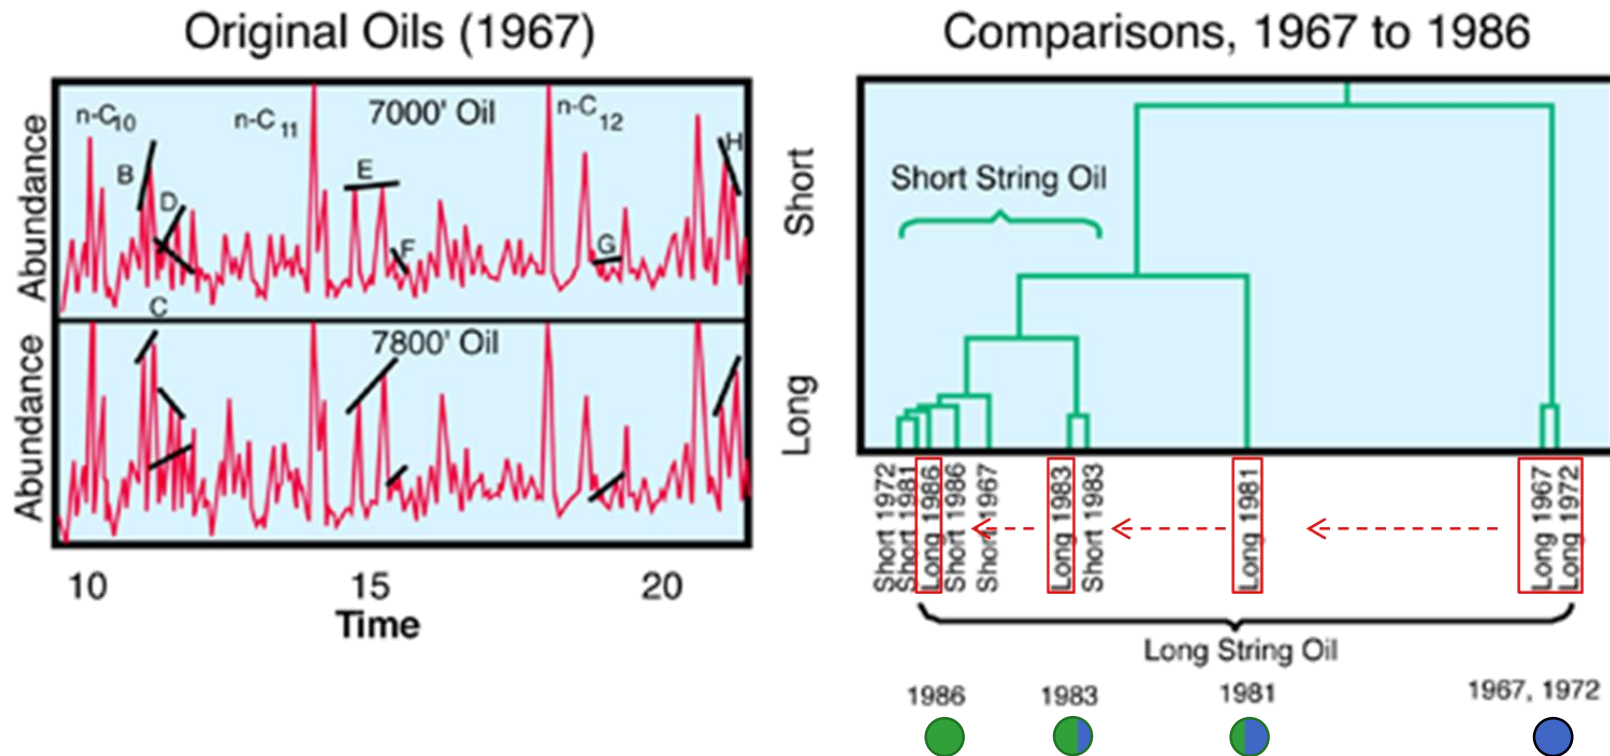 Original Oils (1967)
n-C10
n-C11
7000' Oil
n-C12
B
D
E
F
G
H
Abundance
C
7800' Oil
Abundance
10 15 20
Time
Comparisons, 1967 to 1986
Short String Oil
Short
Long
Short 1972
Short 1981
Long 1986
Short 1986
Short 1967
Long 1983
Short 1983
Long 1981
Long 1967
Long 1972
Long String Oil
1986 1983 1981 1967, 1972